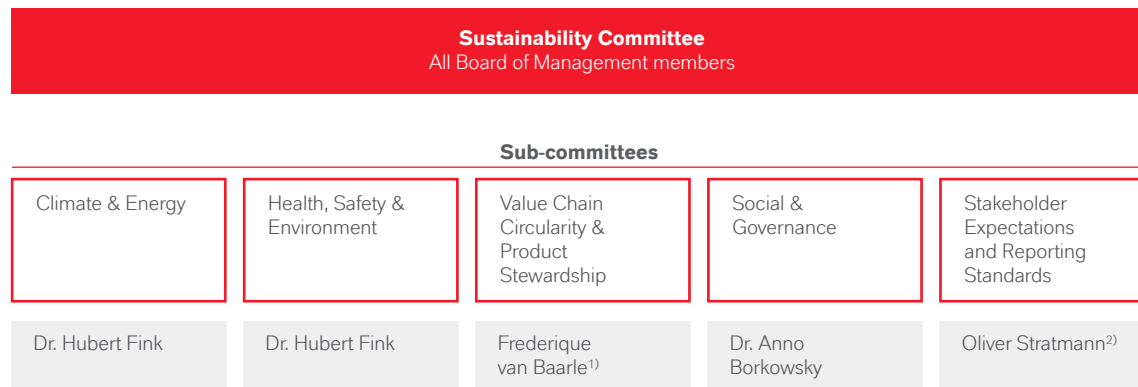 Sustainability Committee
All Board of Management members
Sub-committees
Climate & Energy
Health, Safety &
Environment
Value Chain
Circularity &
Product
Stewardship
Social &
Governance
Stakeholder
Expectations
and Reporting
Standards
Dr. Hubert Fink
Dr. Hubert Fink
Frederique
van Baarle¹⁾
Dr. Anno
Borkowsky
Oliver Stratmann²⁾